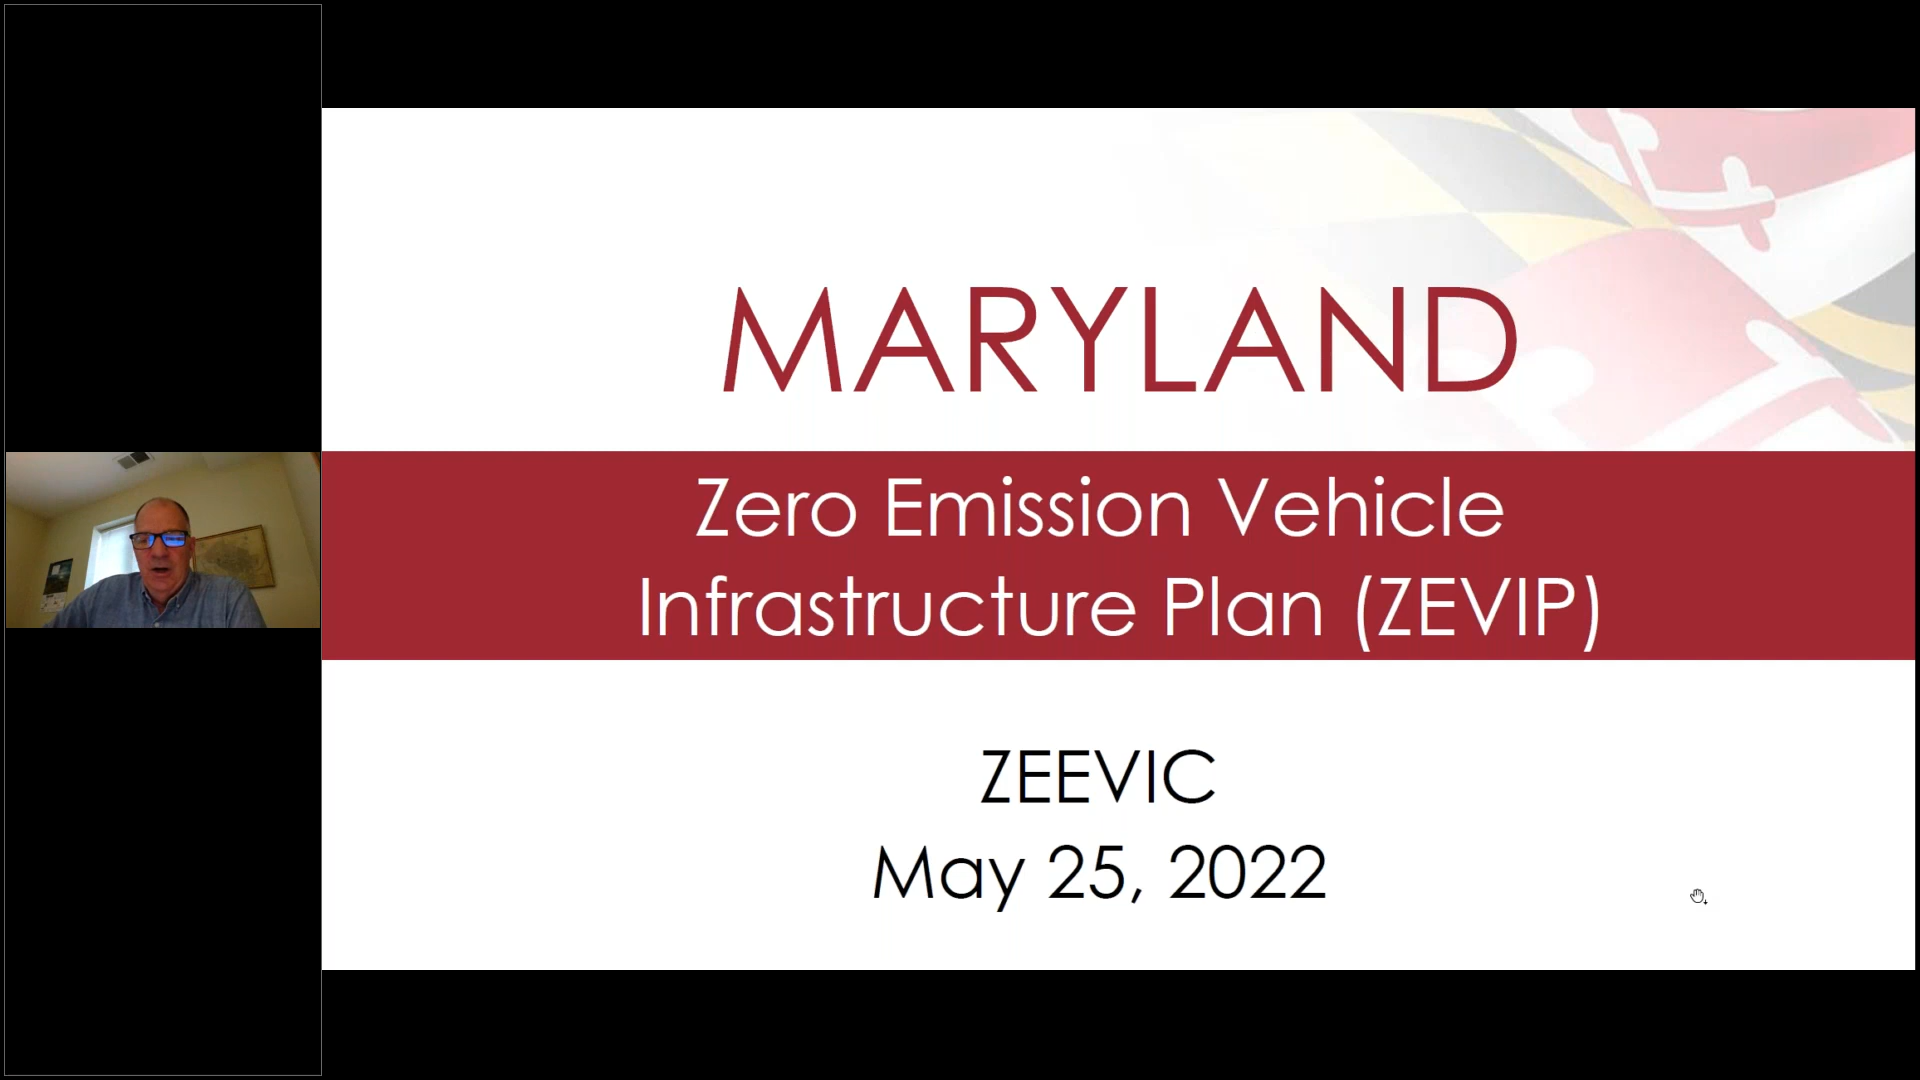 MARYLAND
Zero Emission Vehicle
Infrastructure Plan (ZEVIP)
ZEEVIC
May 25, 2022